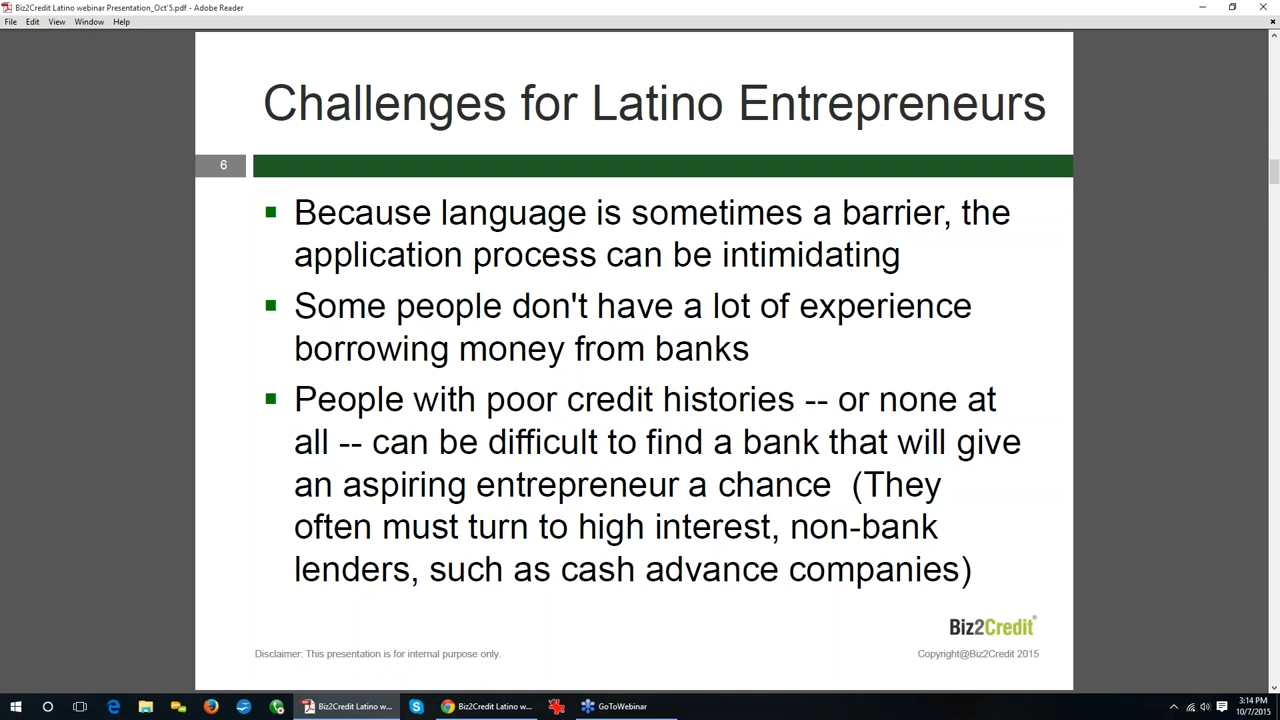 Biz2Credit Latino webinar Presentation_Oct'5.pdf - Adobe Reader
File Edit View Window Help
Challenges for Latino Entrepreneurs
6
Because language is sometimes a barrier, the
application process can be intimidating
Some people don't have a lot of experience
borrowing money from banks
People with poor credit histories -- or none at
all -- can be difficult to find a bank that will give
an aspiring entrepreneur a chance (They
often must turn to high interest, non-bank
lenders, such as cash advance companies)
Biz2Credit®
Disclaimer: This presentation is for internal purpose only.
Copyright@Biz2Credit 2015
Biz2Credit Latino w...
Biz2Credit Latino w...
GoToWebinar
3:14 PM
10/7/2015